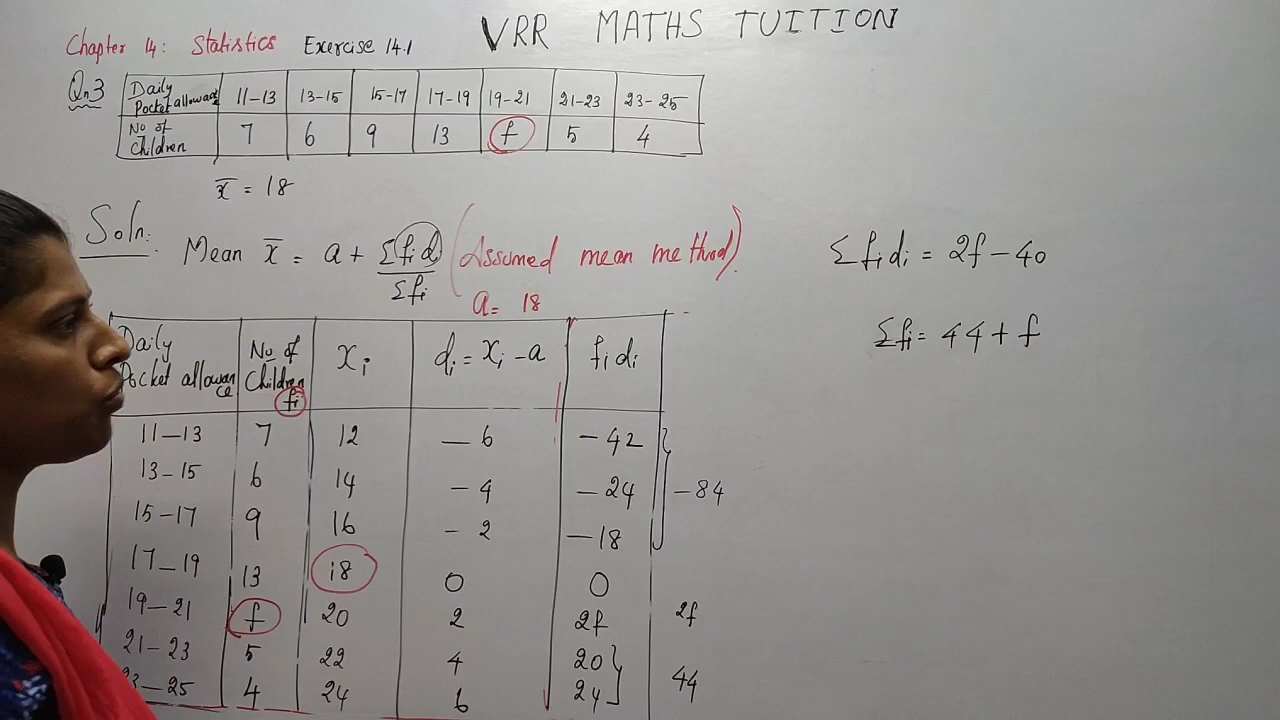 VRR MATHS TUITION
Chapter 14: Statistics Exercise 14.1
Qn3
Daily Pocket allowance 11-13 13-15 15-17 17-19 19-21 21-23 23-25
No of Children 7 6 9 13 f 5 4
x̄ = 18
Soln:
Mean x̄ = a + Σfid/Σfi (Assumed mean method).
a = 18
Σfidi = 2f - 40
Σfi = 44 + f
Daily Pocket allowance No of Children fi xi di = xi - a fidi
11-13 7 12 -6 -42
13-15 6 14 -4 -24 -84
15-17 9 16 -2 -18
17-19 13 18 0 0
19-21 f 20 2 2f 2f
21-23 5 22 4 20
23-25 4 24 6 24 44